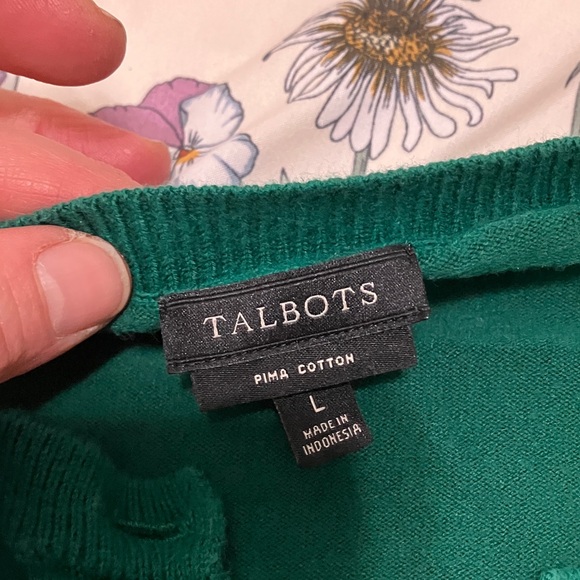 TALBOTS
PIMA COTTON
L
MADE IN
INDONESIA